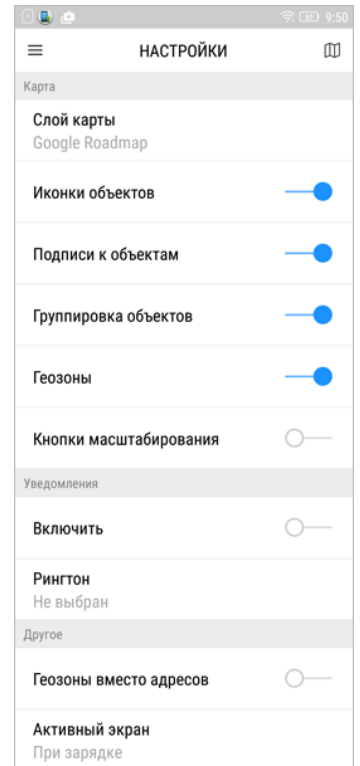 9:50
НАСТРОЙКИ
Карта
Слой карты
Google Roadmap
Иконки объектов
Подписи к объектам
Группировка объектов
Геозоны
Кнопки масштабирования
Уведомления
Включить
Рингтон
Не выбран
Другое
Геозоны вместо адресов
Активный экран
При зарядке